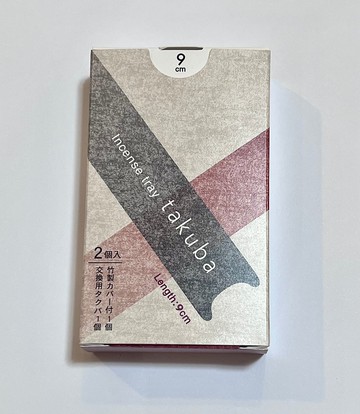 9
cm
Incense tray
takuba
Length:9cm
2個入
竹製カバー付1個
交換用タクバ1個